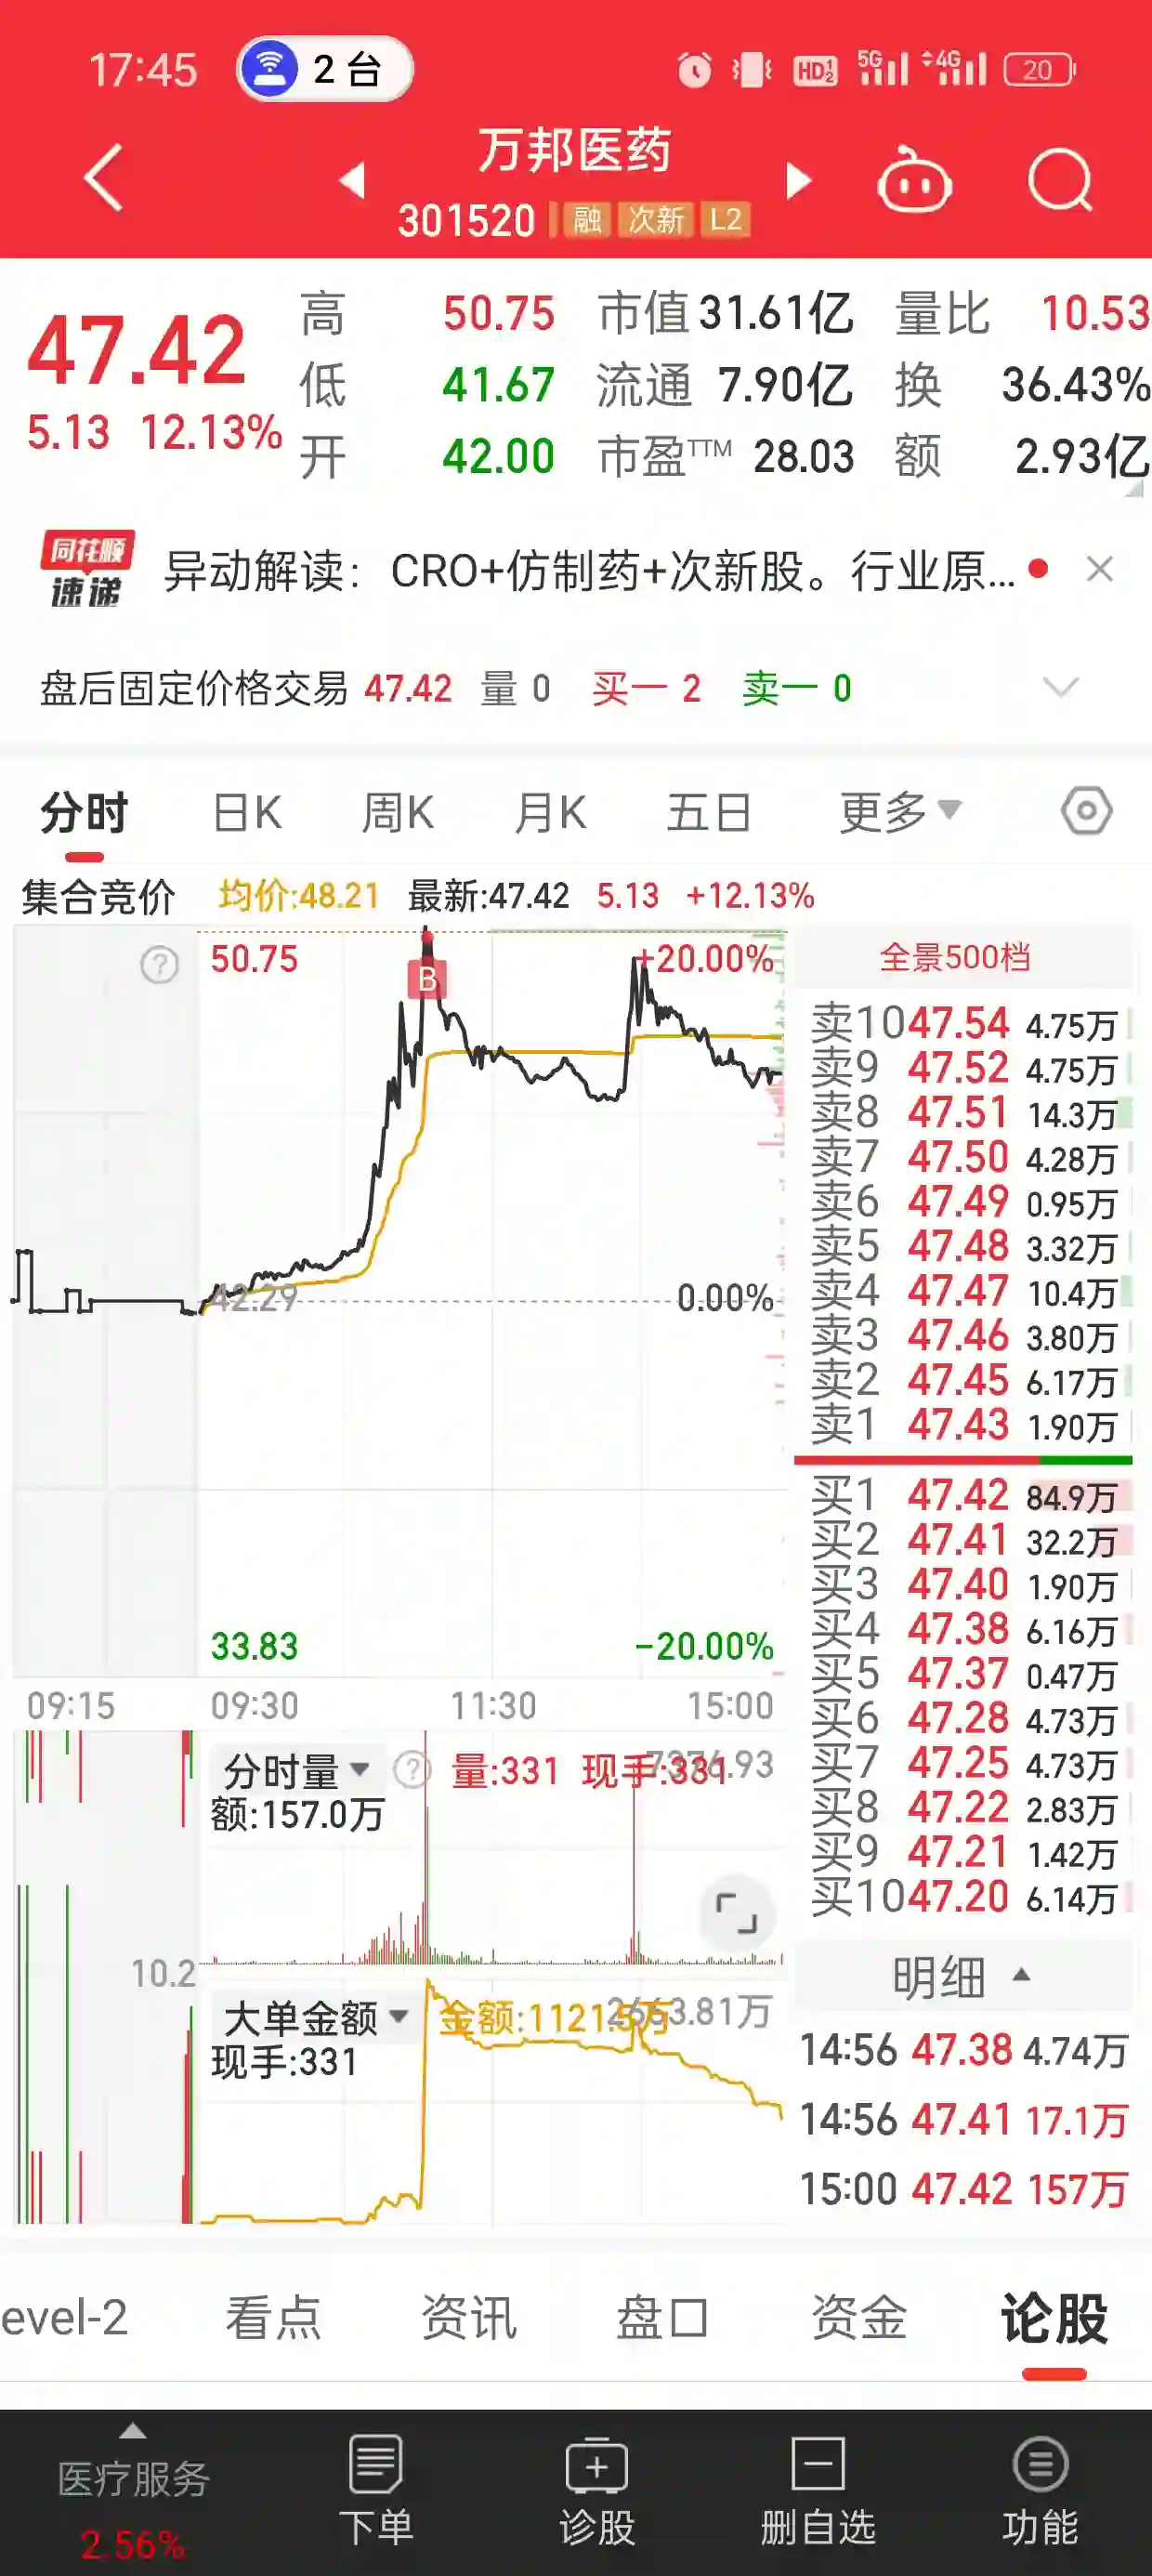 17:45 2 台 HD 1 2 5G 4G 20
万邦医药
301520 融 次新 L2
47.42
5.13 12.13%
高 50.75 市值 31.61亿 量比 10.53
低 41.67 流通 7.90亿 换 36.43%
开 42.00 市盈TTM 28.03 额 2.93亿
同花顺
速递
异动解读：CRO+仿制药+次新股。行业原...
盘后固定价格交易 47.42 量 0 买一 2 卖一 0
分时 日K 周K 月K 五日 更多
集合竞价 均价:48.21 最新:47.42 5.13 +12.13%
50.75 +20.00%
B
42.29 0.00%
33.83 -20.00%
09:15 09:30 11:30 15:00
全景500档
卖10 47.54 4.75万
卖9 47.52 4.75万
卖8 47.51 14.3万
卖7 47.50 4.28万
卖6 47.49 0.95万
卖5 47.48 3.32万
卖4 47.47 10.4万
卖3 47.46 3.80万
卖2 47.45 6.17万
卖1 47.43 1.90万
买1 47.42 84.9万
买2 47.41 32.2万
买3 47.40 1.90万
买4 47.38 6.16万
买5 47.37 0.47万
买6 47.28 4.73万
买7 47.25 4.73万
买8 47.22 2.83万
买9 47.21 1.42万
买10 47.20 6.14万
分时量 ? 量:331 现手:331
额:157.0万
10.2
大单金额 金额:1121.5万
现手:331
明细
14:56 47.38 4.74万
14:56 47.41 17.1万
15:00 47.42 157万
evel-2 看点 资讯 盘口 资金 论股
医疗服务
2.56%
下单 诊股 删自选 功能